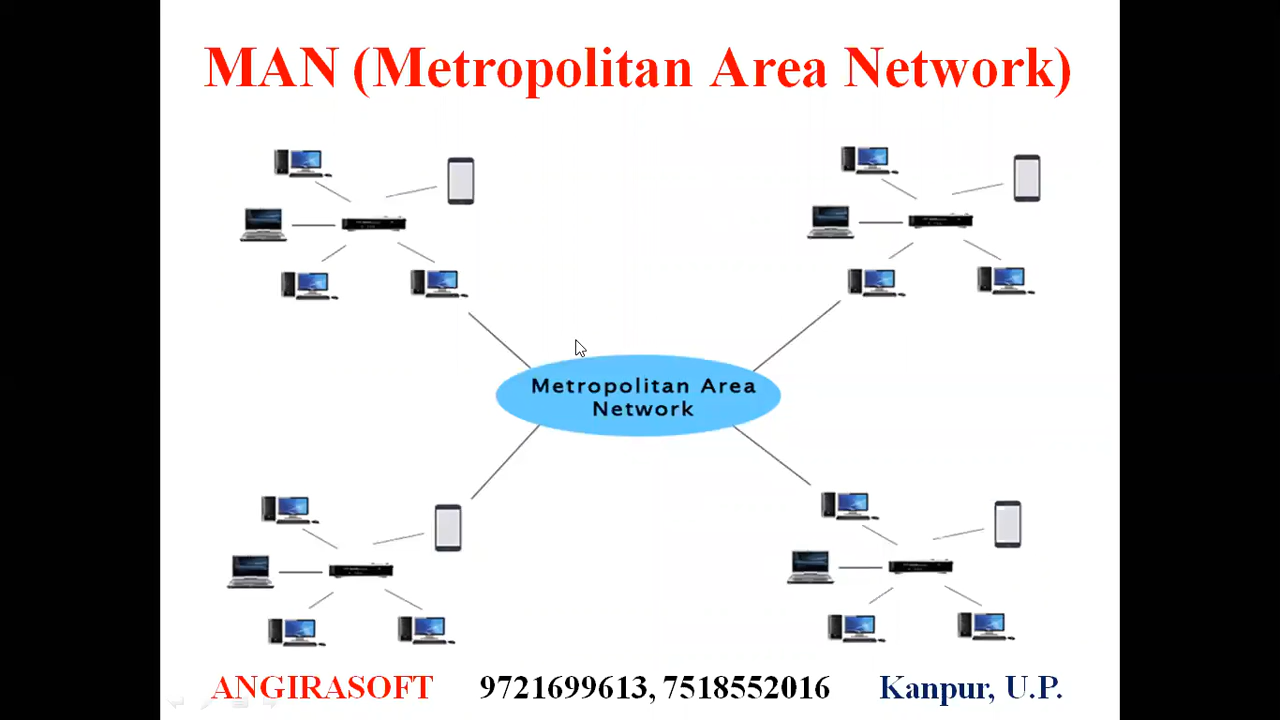 MAN (Metropolitan Area Network)
Metropolitan Area
Network
ANGIRASOFT 9721699613, 7518552016 Kanpur, U.P.